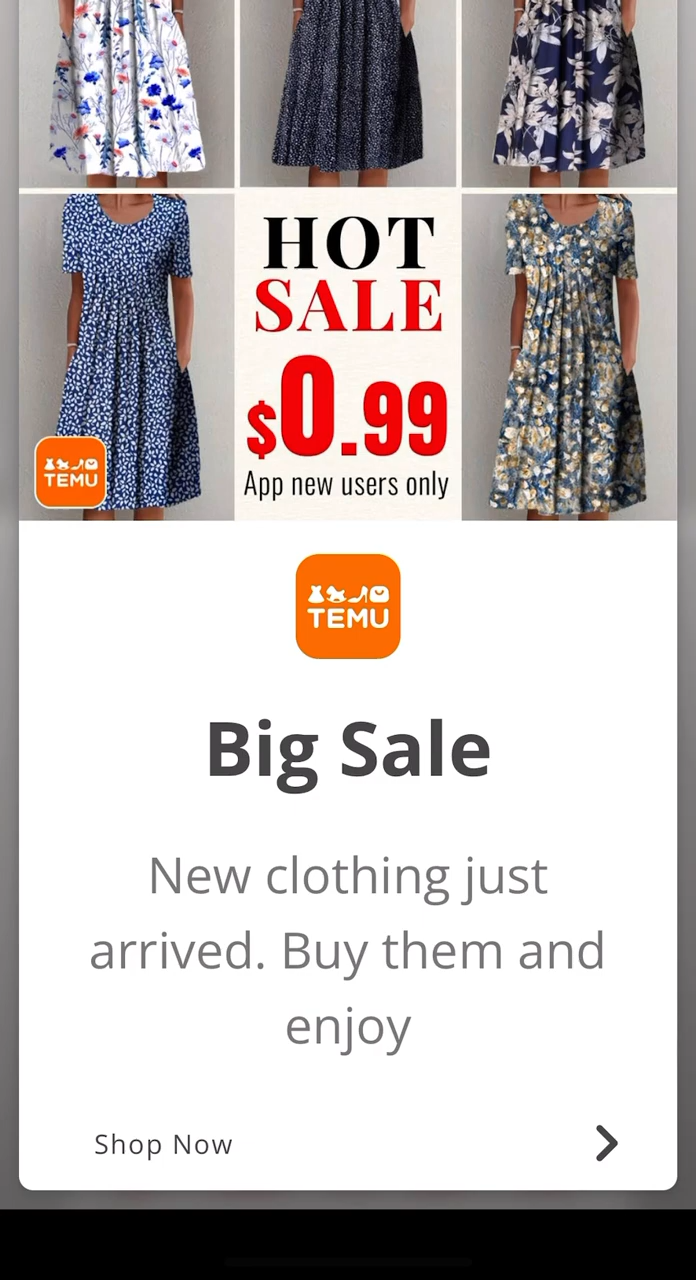 HOT
SALE
$0.99
App new users only
TEMU
TEMU
Big Sale
New clothing just
arrived. Buy them and
enjoy
Shop Now